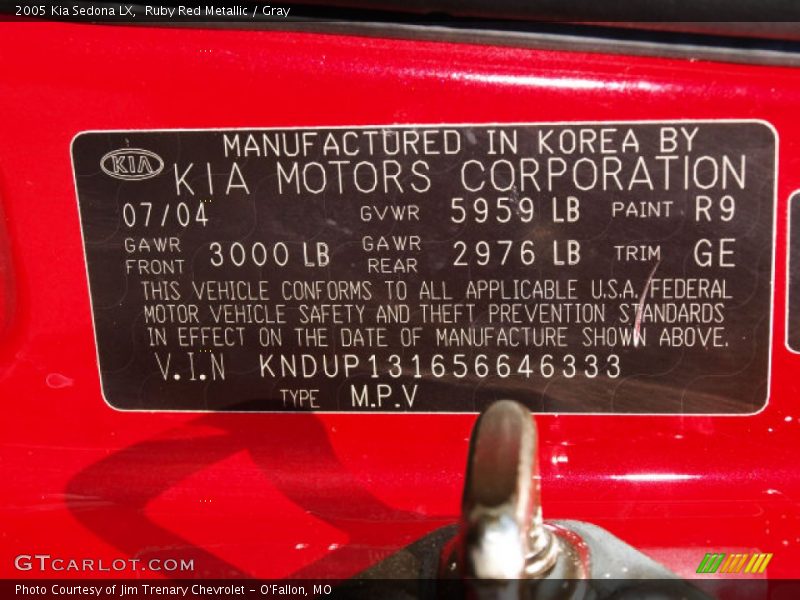 2005 Kia Sedona LX,  Ruby Red Metallic / Gray
KIA MANUFACTURED IN KOREA BY
KIA MOTORS CORPORATION
07/04 GVWR 5959 LB PAINT R9
GAWR FRONT 3000 LB GAWR REAR 2976 LB TRIM GE
THIS VEHICLE CONFORMS TO ALL APPLICABLE U.S.A. FEDERAL
MOTOR VEHICLE SAFETY AND THEFT PREVENTION STANDARDS
IN EFFECT ON THE DATE OF MANUFACTURE SHOWN ABOVE.
V.I.N KNDUP131656646333
TYPE M.P.V
GTCARLOT.COM
Photo Courtesy of Jim Trenary Chevrolet - O'Fallon, MO